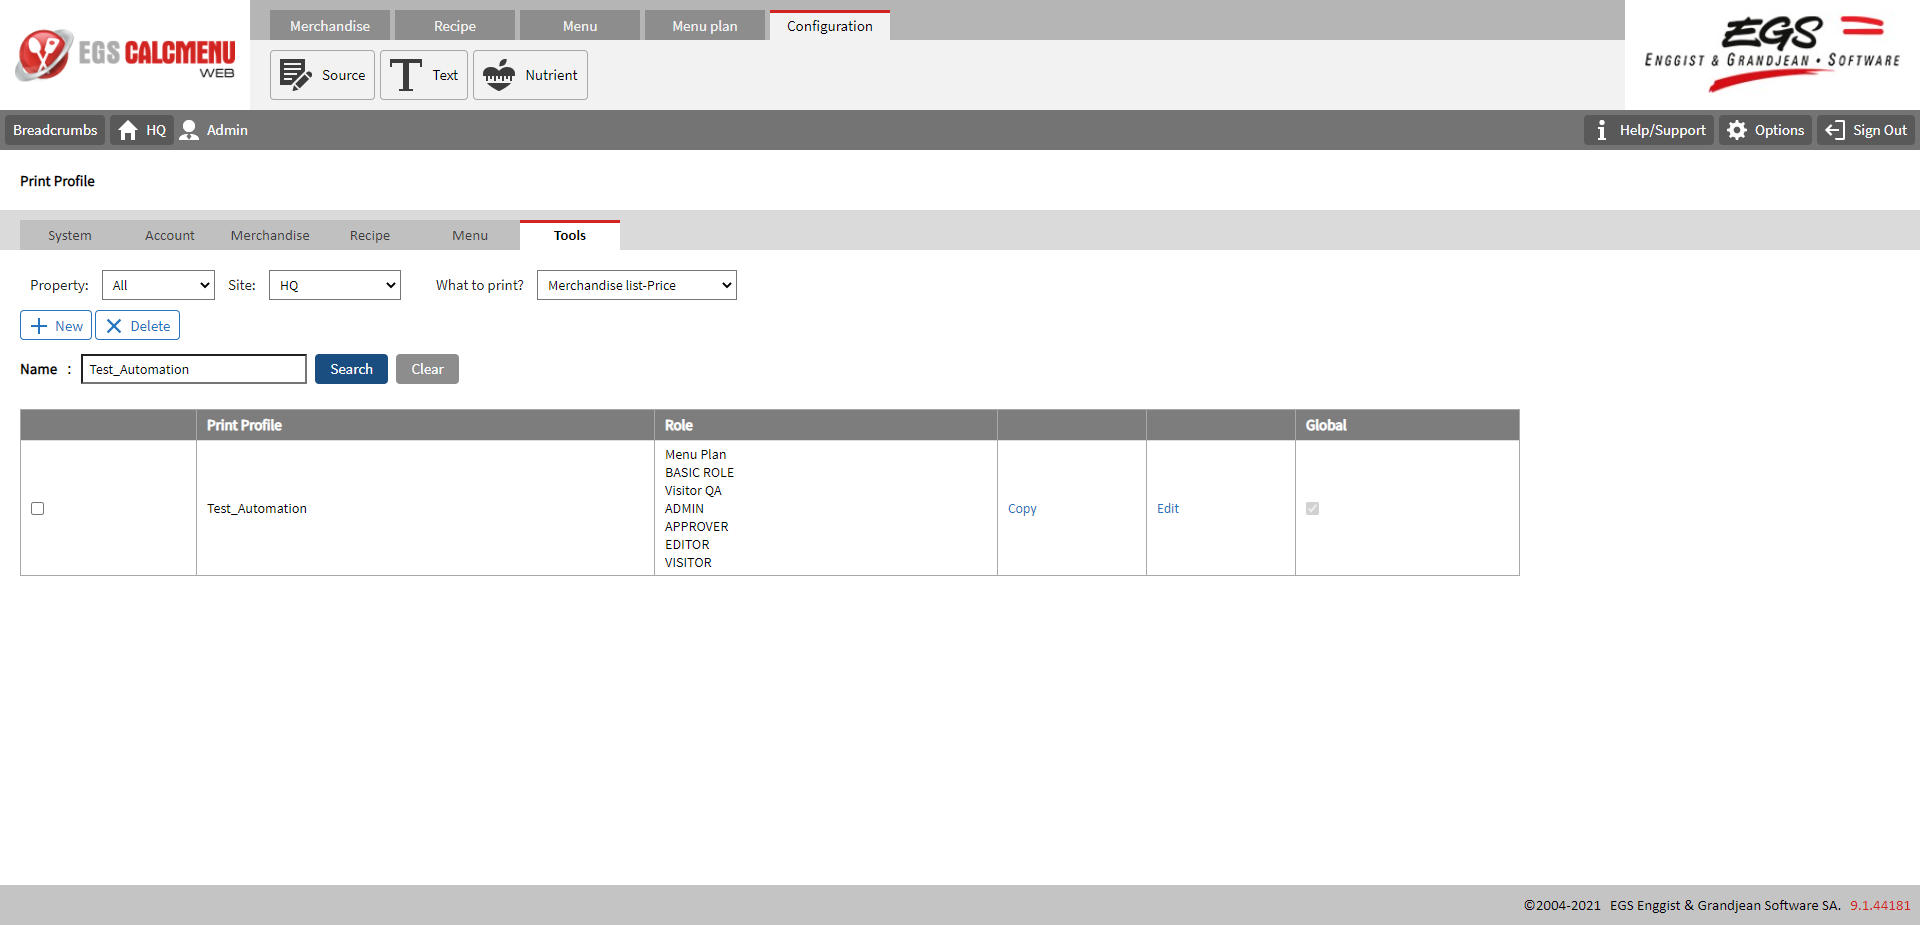 EGS CALCMENU
WEB
Merchandise
Recipe
Menu
Menu plan
Configuration
Source
Text
Nutrient
EGS
ENGGIST & GRANDJEAN • SOFTWARE
Breadcrumbs
HQ
Admin
Help/Support
Options
Sign Out
Print Profile
System
Account
Merchandise
Recipe
Menu
Tools
Property: All Site: HQ What to print? Merchandise list-Price
New
Delete
Name : Test_Automation Search Clear
Print Profile Role Global
Menu Plan
BASIC ROLE
Visitor QA
Test_Automation ADMIN Copy Edit
APPROVER
EDITOR
VISITOR
©2004-2021 EGS Enggist & Grandjean Software SA. 9.1.44181